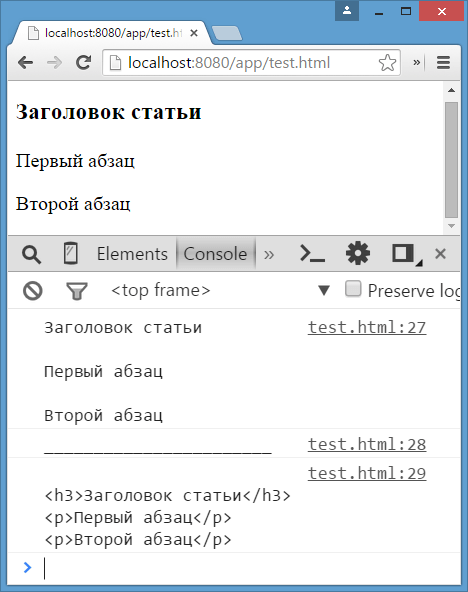 localhost:8080/app/test.h
localhost:8080/app/test.html
»
Заголовок статьи
Первый абзац
Второй абзац
Elements Console »
<top frame> ▼ Preserve log
Заголовок статьи test.html:27
Первый абзац
Второй абзац
_______________________ test.html:28
test.html:29
<h3>Заголовок статьи</h3>
<p>Первый абзац</p>
<p>Второй абзац</p>
>